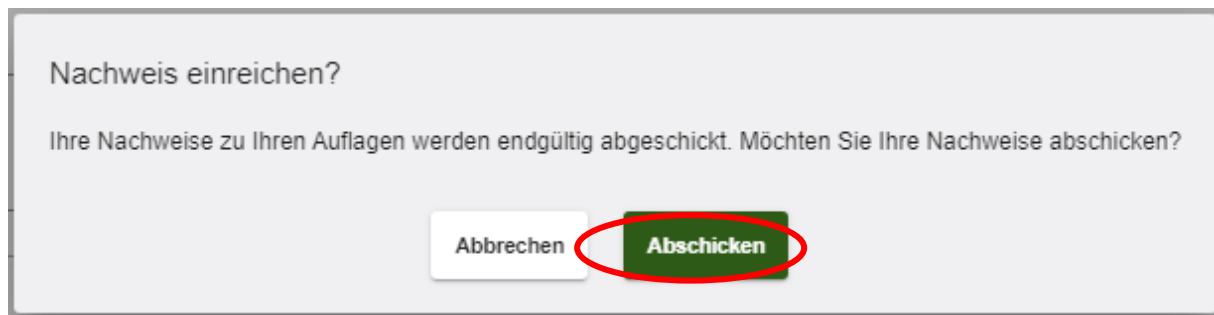 Nachweis einreichen?
Ihre Nachweise zu Ihren Auflagen werden endgültig abgeschickt. Möchten Sie Ihre Nachweise abschicken?
Abbrechen Abschicken